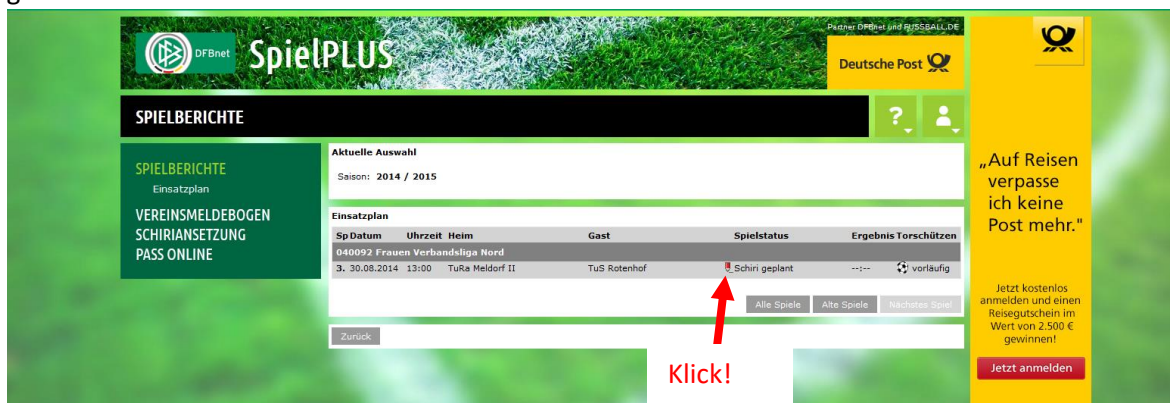 Partner DFBnet und FUSSBALL.DE
DFBnet SpielPLUS
Deutsche Post
SPIELBERICHTE
?
SPIELBERICHTE
Einsatzplan
VEREINSMELDEBOGEN
SCHIRIANSETZUNG
PASS ONLINE
Aktuelle Auswahl
Saison: 2014 / 2015
Einsatzplan
Sp Datum Uhrzeit Heim Gast Spielstatus Ergebnis Torschützen
040092 Frauen Verbandsliga Nord
3. 30.08.2014 13:00 TuRa Meldorf II TuS Rotenhof Schiri geplant --:-- vorläufig
Alle Spiele Alte Spiele Nächstes Spiel
Zurück
Klick!
„Auf Reisen
verpasse
ich keine
Post mehr."
Jetzt kostenlos
anmelden und einen
Reisegutschein im
Wert von 2.500 €
gewinnen!
Jetzt anmelden